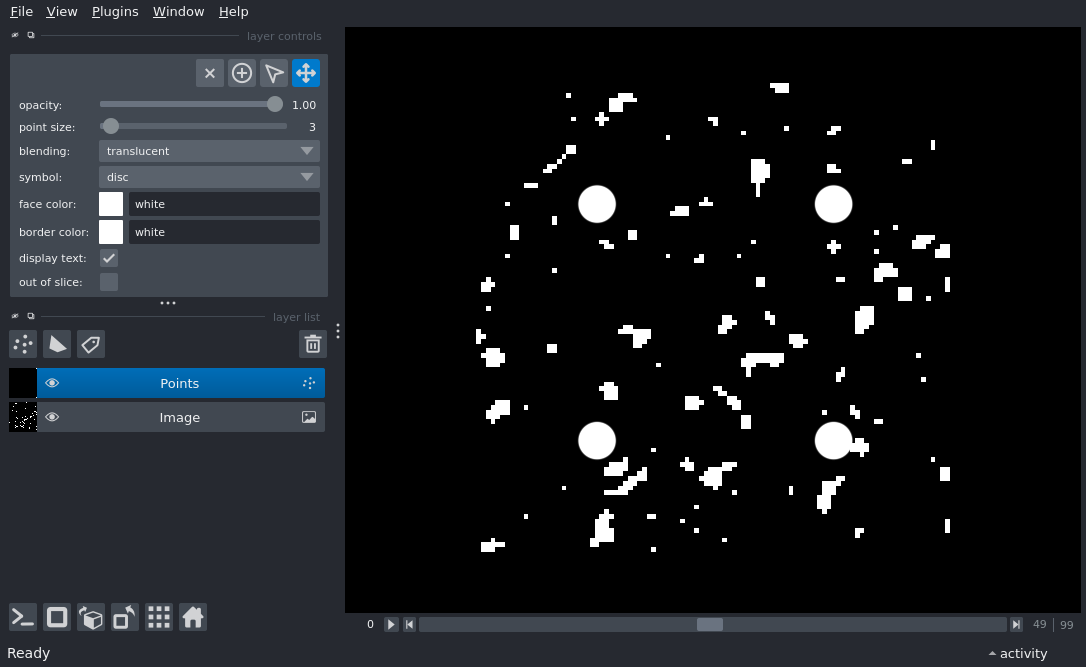 File View Plugins Window Help
layer controls
opacity: 1.00
point size: 3
blending: translucent
symbol: disc
face color: white
border color: white
display text:
out of slice:
layer list
Points
Image
0 49 | 99
Ready activity